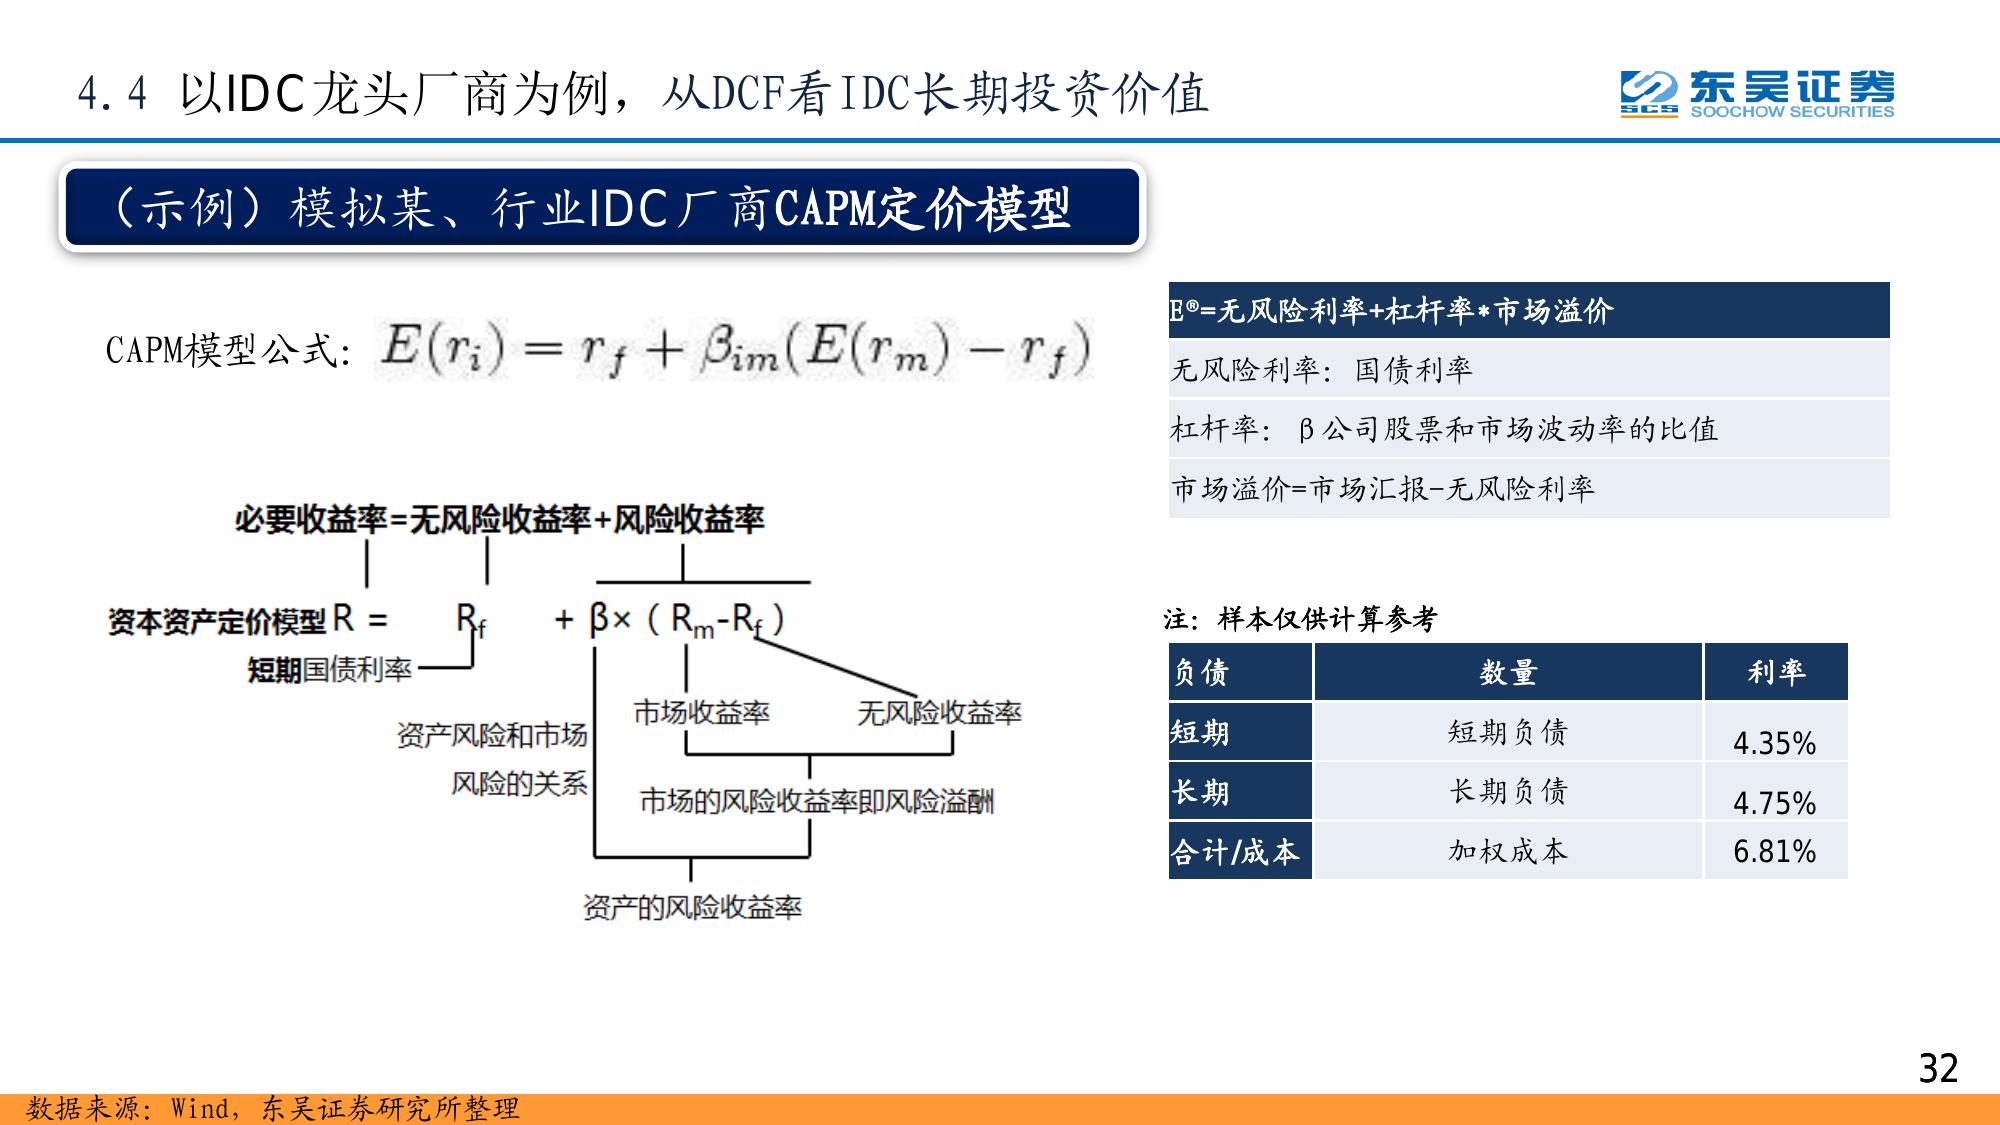 4.4 以IDC龙头厂商为例，从DCF看IDC长期投资价值
东吴证券
SCS
SOOCHOW SECURITIES
（示例）模拟某、行业IDC厂商CAPM定价模型
CAPM模型公式: E(r_i) = r_f + β_im(E(r_m) − r_f)
必要收益率=无风险收益率+风险收益率
资本资产定价模型 R = R_f + β×（R_m-R_f）
短期国债利率
市场收益率 无风险收益率
资产风险和市场
风险的关系
市场的风险收益率即风险溢酬
资产的风险收益率
E®=无风险利率+杠杆率*市场溢价
无风险利率: 国债利率
杠杆率: β公司股票和市场波动率的比值
市场溢价=市场汇报-无风险利率
注: 样本仅供计算参考
负债 数量 利率
短期 短期负债 4.35%
长期 长期负债 4.75%
合计/成本 加权成本 6.81%
32
数据来源: Wind, 东吴证券研究所整理